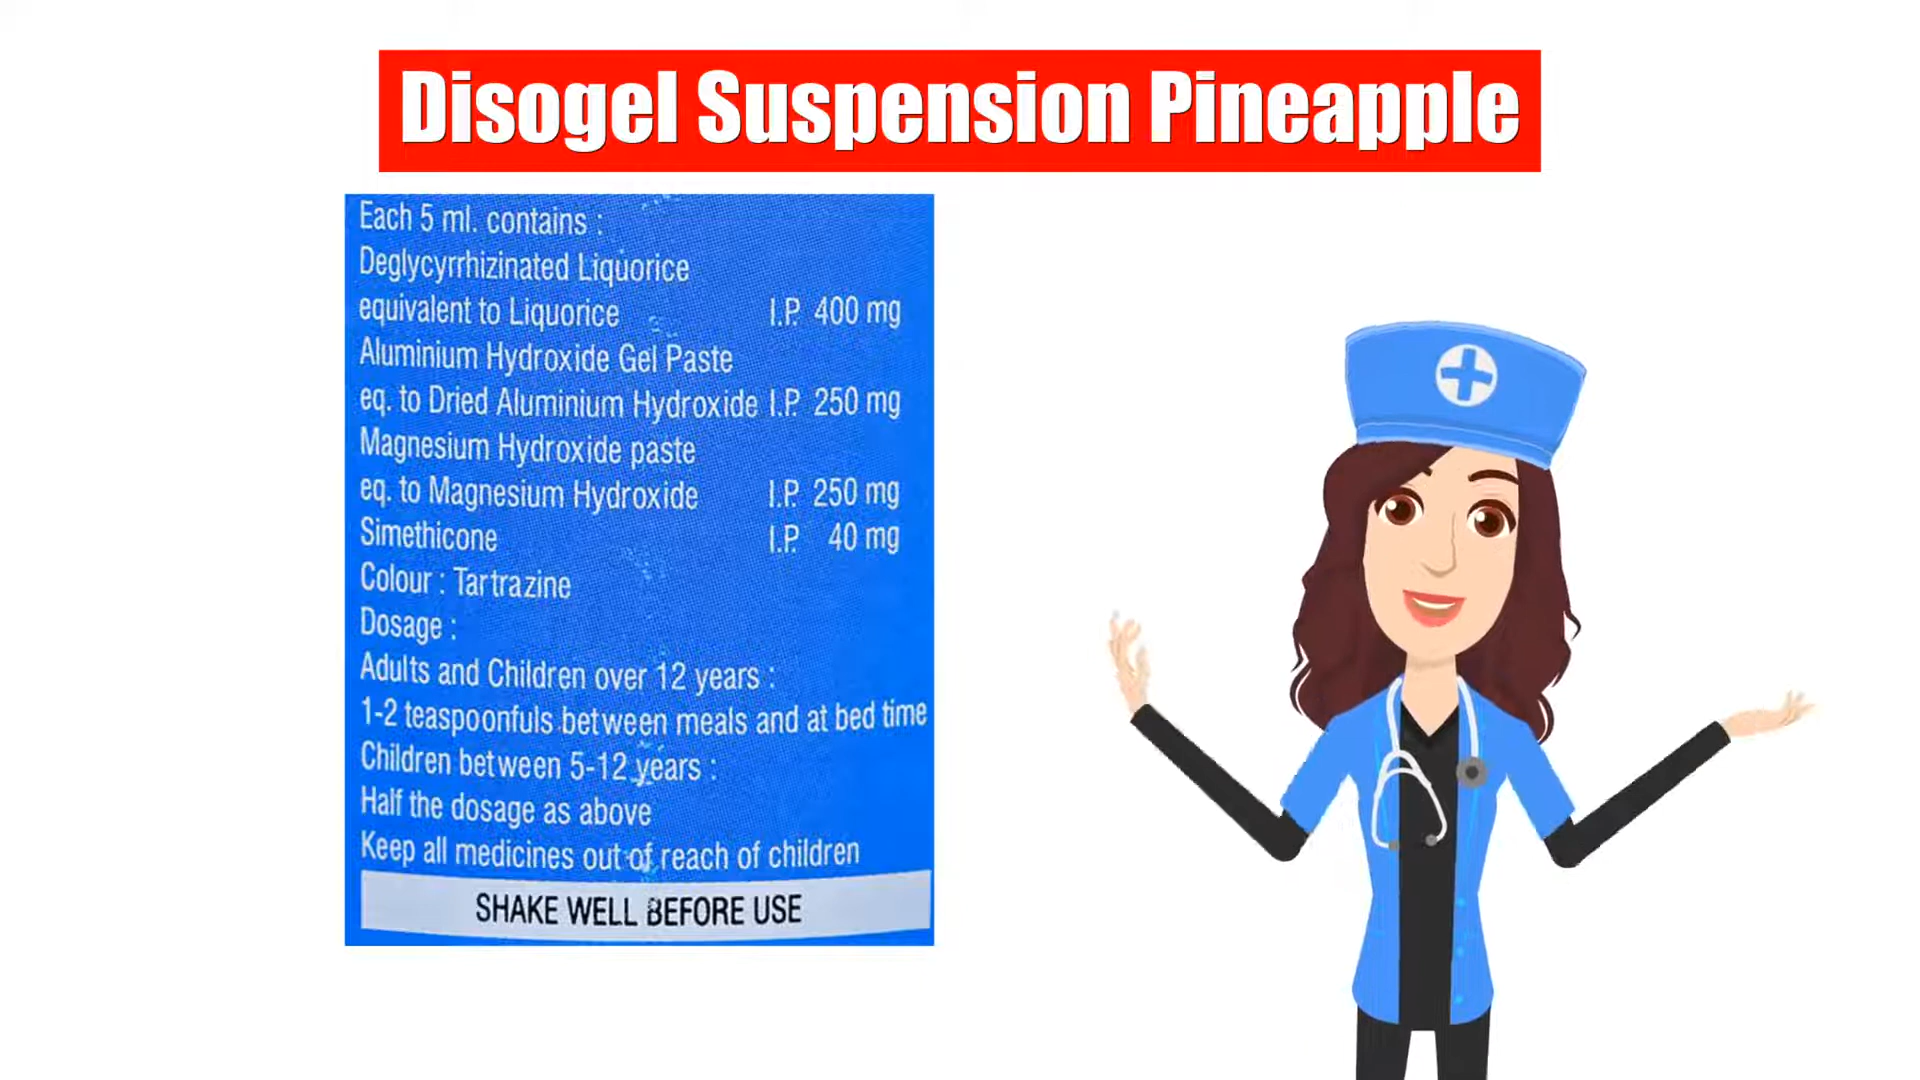 Disogel Suspension Pineapple
Each 5 ml. contains :
Deglycyrrhizinated Liquorice
equivalent to Liquorice I.P. 400 mg
Aluminium Hydroxide Gel Paste
eq. to Dried Aluminium Hydroxide I.P. 250 mg
Magnesium Hydroxide paste
eq. to Magnesium Hydroxide I.P. 250 mg
Simethicone I.P. 40 mg
Colour : Tartrazine
Dosage :
Adults and Children over 12 years :
1-2 teaspoonfuls between meals and at bed time
Children between 5-12 years :
Half the dosage as above
Keep all medicines out of reach of children
SHAKE WELL BEFORE USE